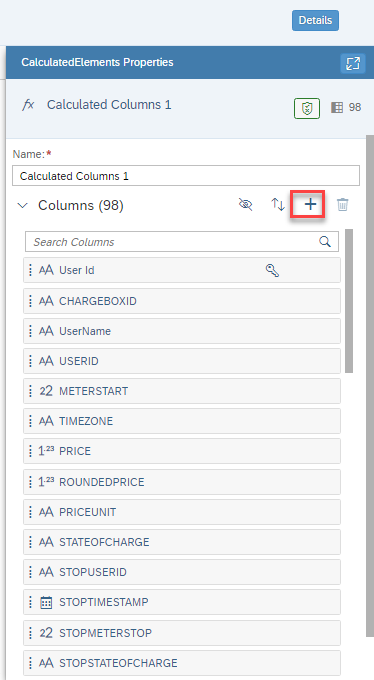 Details
CalculatedElements Properties
fx Calculated Columns 1
98
Name:*
Calculated Columns 1
Columns (98)
Search Columns
AA User Id
AA CHARGEBOXID
AA UserName
AA USERID
22 METERSTART
AA TIMEZONE
1.23 PRICE
1.23 ROUNDEDPRICE
AA PRICEUNIT
AA STATEOFCHARGE
AA STOPUSERID
STOPTIMESTAMP
22 STOPMETERSTOP
AA STOPSTATEOFCHARGE